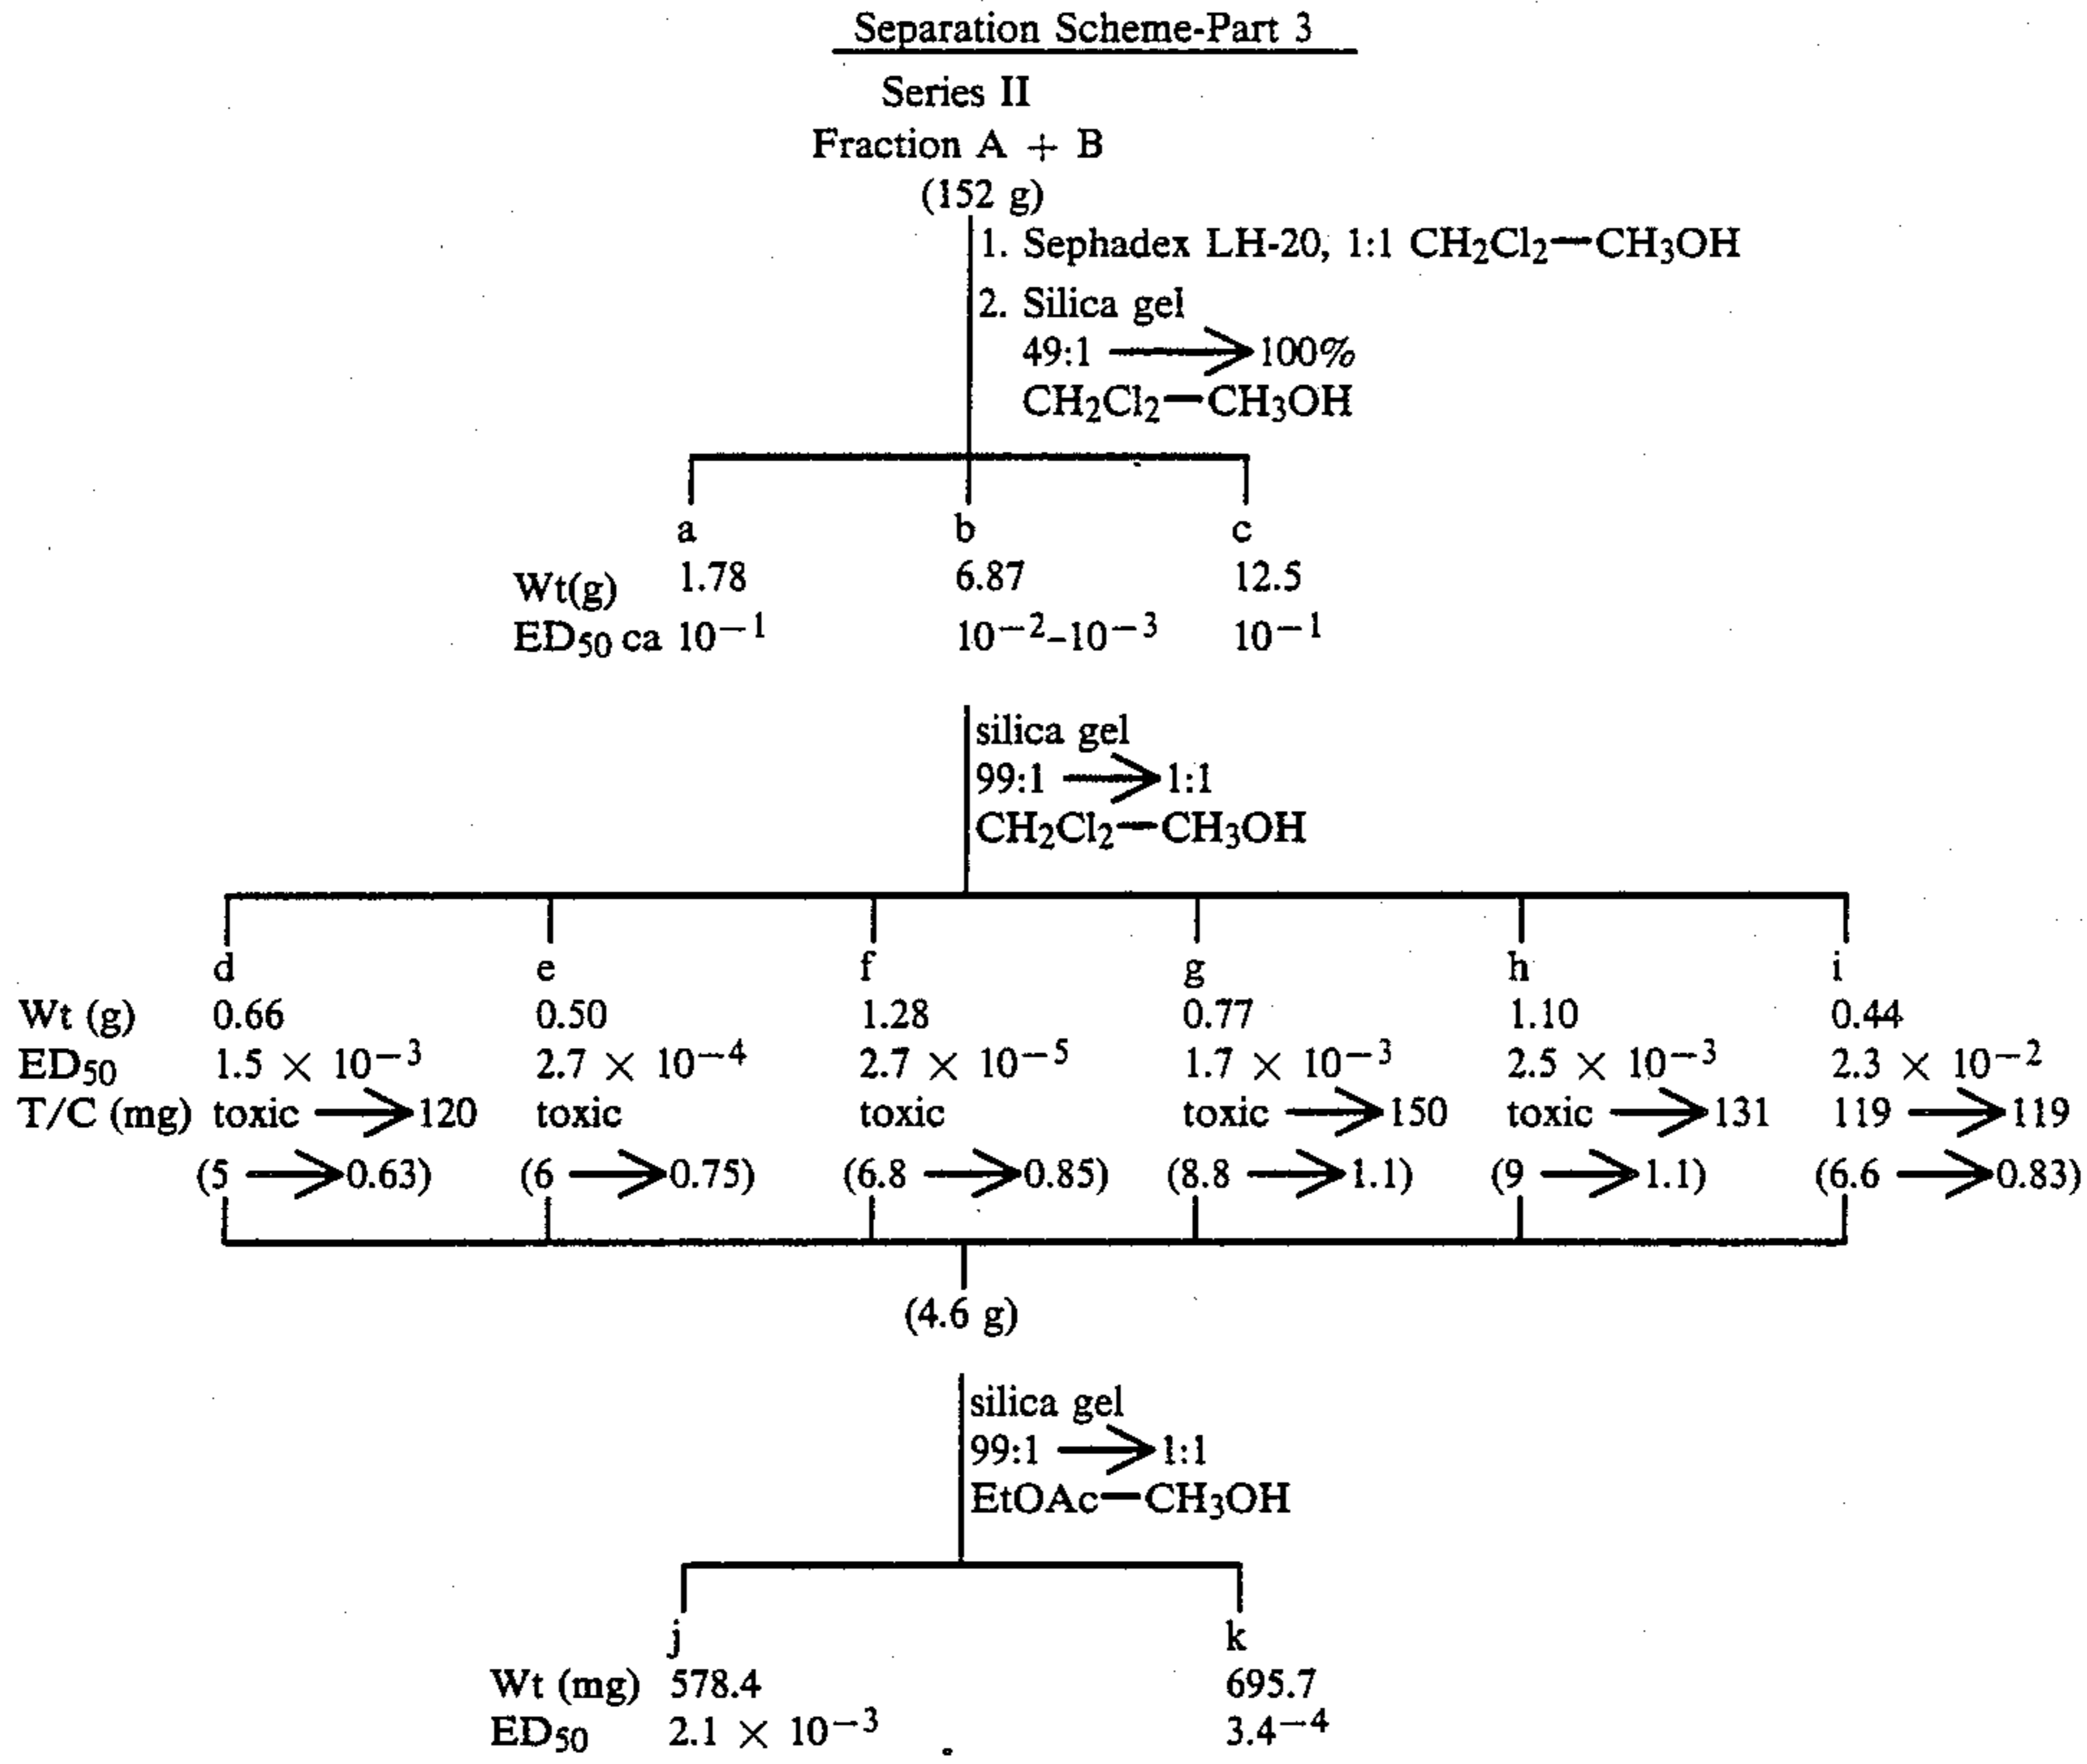 Separation Scheme-Part 3
Series II
Fraction A + B
(152 g)
1. Sephadex LH-20, 1:1 CH₂Cl₂—CH₃OH
2. Silica gel
49:1 ⟶ 100%
CH₂Cl₂—CH₃OH
a b c
Wt(g) 1.78 6.87 12.5
ED₅₀ ca 10⁻¹ 10⁻²–10⁻³ 10⁻¹
silica gel
99:1 ⟶ 1:1
CH₂Cl₂—CH₃OH
d e f g h i
Wt (g) 0.66 0.50 1.28 0.77 1.10 0.44
ED₅₀ 1.5 × 10⁻³ 2.7 × 10⁻⁴ 2.7 × 10⁻⁵ 1.7 × 10⁻³ 2.5 × 10⁻³ 2.3 × 10⁻²
T/C (mg) toxic ⟶ 120 toxic toxic toxic ⟶ 150 toxic ⟶ 131 119 ⟶ 119
(5 ⟶ 0.63) (6 ⟶ 0.75) (6.8 ⟶ 0.85) (8.8 ⟶ 1.1) (9 ⟶ 1.1) (6.6 ⟶ 0.83)
(4.6 g)
silica gel
99:1 ⟶ 1:1
EtOAc—CH₃OH
j k
Wt (mg) 578.4 695.7
ED₅₀ 2.1 × 10⁻³ 3.4⁻⁴